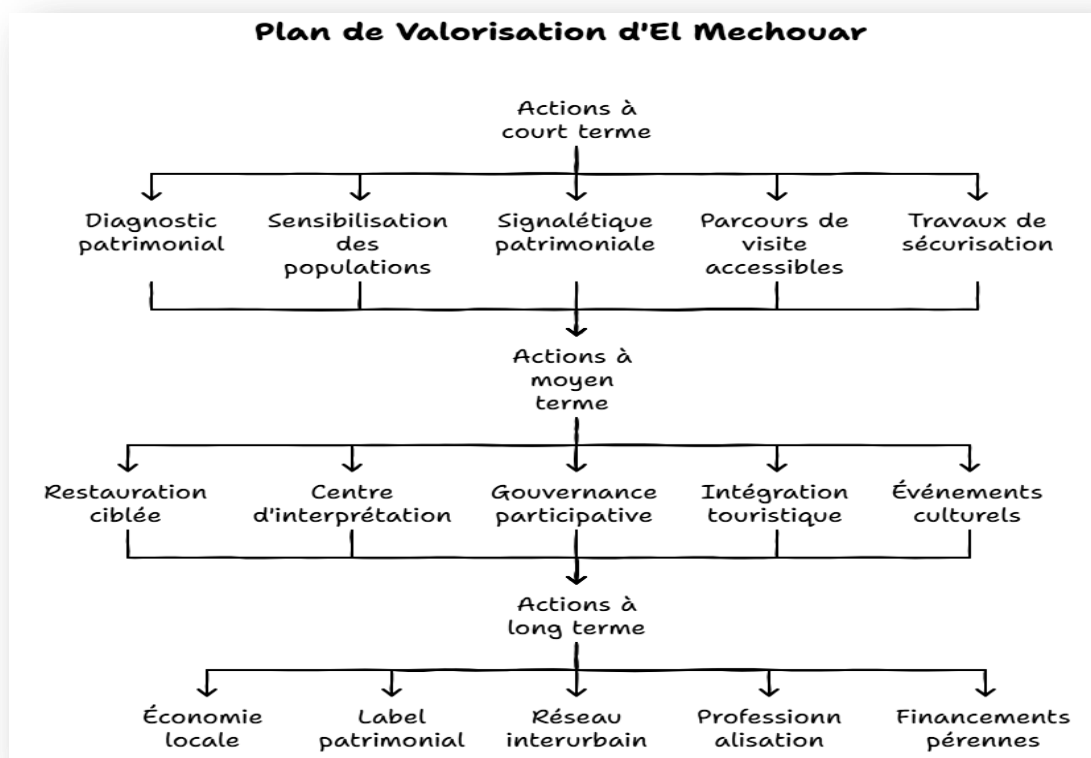 Plan de Valorisation d'El Mechouar
Actions à
court terme
Diagnostic
patrimonial
Sensibilisation
des
populations
Signalétique
patrimoniale
Parcours de
visite
accessibles
Travaux de
sécurisation
Actions à
moyen
terme
Restauration
ciblée
Centre
d'interprétation
Gouvernance
participative
Intégration
touristique
Événements
culturels
Actions à
long terme
Économie
locale
Label
patrimonial
Réseau
interurbain
Professionn
alisation
Financements
pérennes